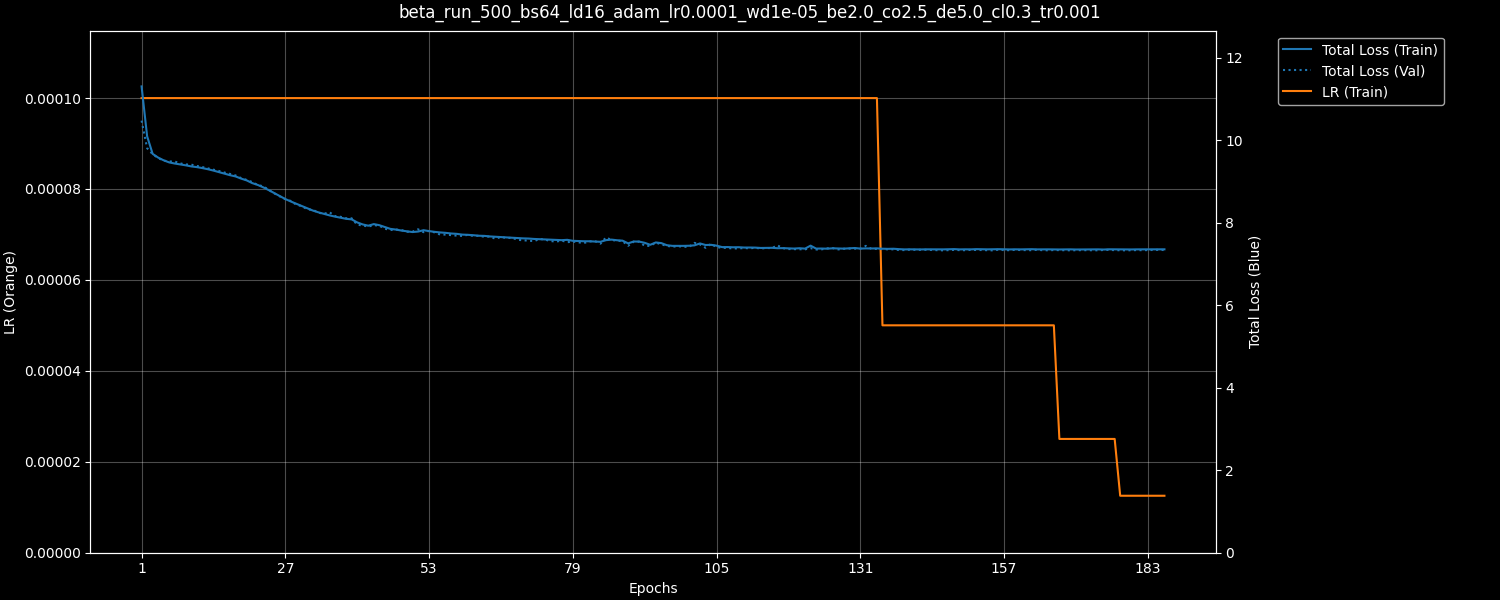 beta_run_500_bs64_ld16_adam_lr0.0001_wd1e-05_be2.0_co2.5_de5.0_cl0.3_tr0.001
Total Loss (Train)
Total Loss (Val)
LR (Train)
LR (Orange)
0.00010
0.00008
0.00006
0.00004
0.00002
0.00000
12
10
8
6
4
2
0
Total Loss (Blue)
1 27 53 79 105 131 157 183
Epochs